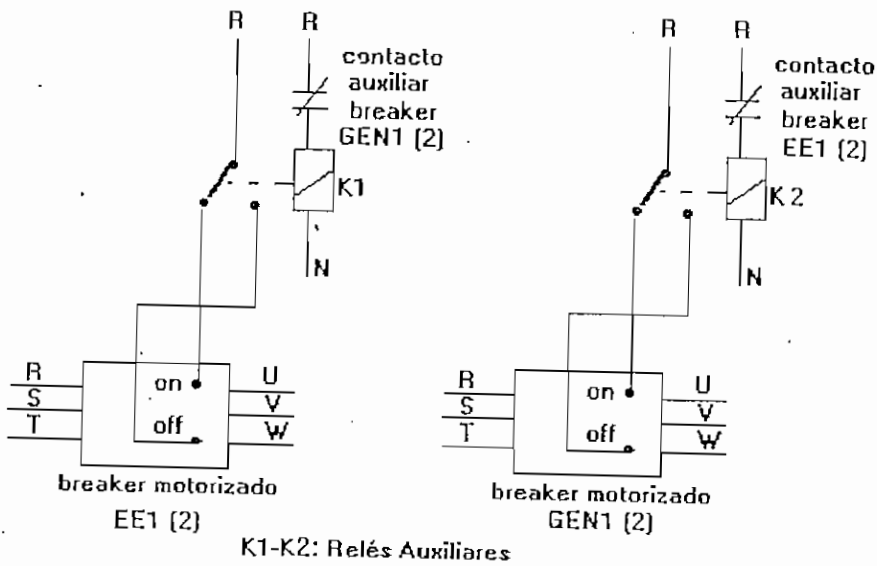 R
R
contacto
auxiliar
breaker
GEN1 (2)
K1
N
R
S
T
on
off
U
V
W
breaker motorizado
EE1 (2)
R
R
contacto
auxiliar
breaker
EE1 (2)
K2
N
R
S
T
on
off
U
V
W
breaker motorizado
GEN1 (2)
K1-K2: Relés Auxiliares